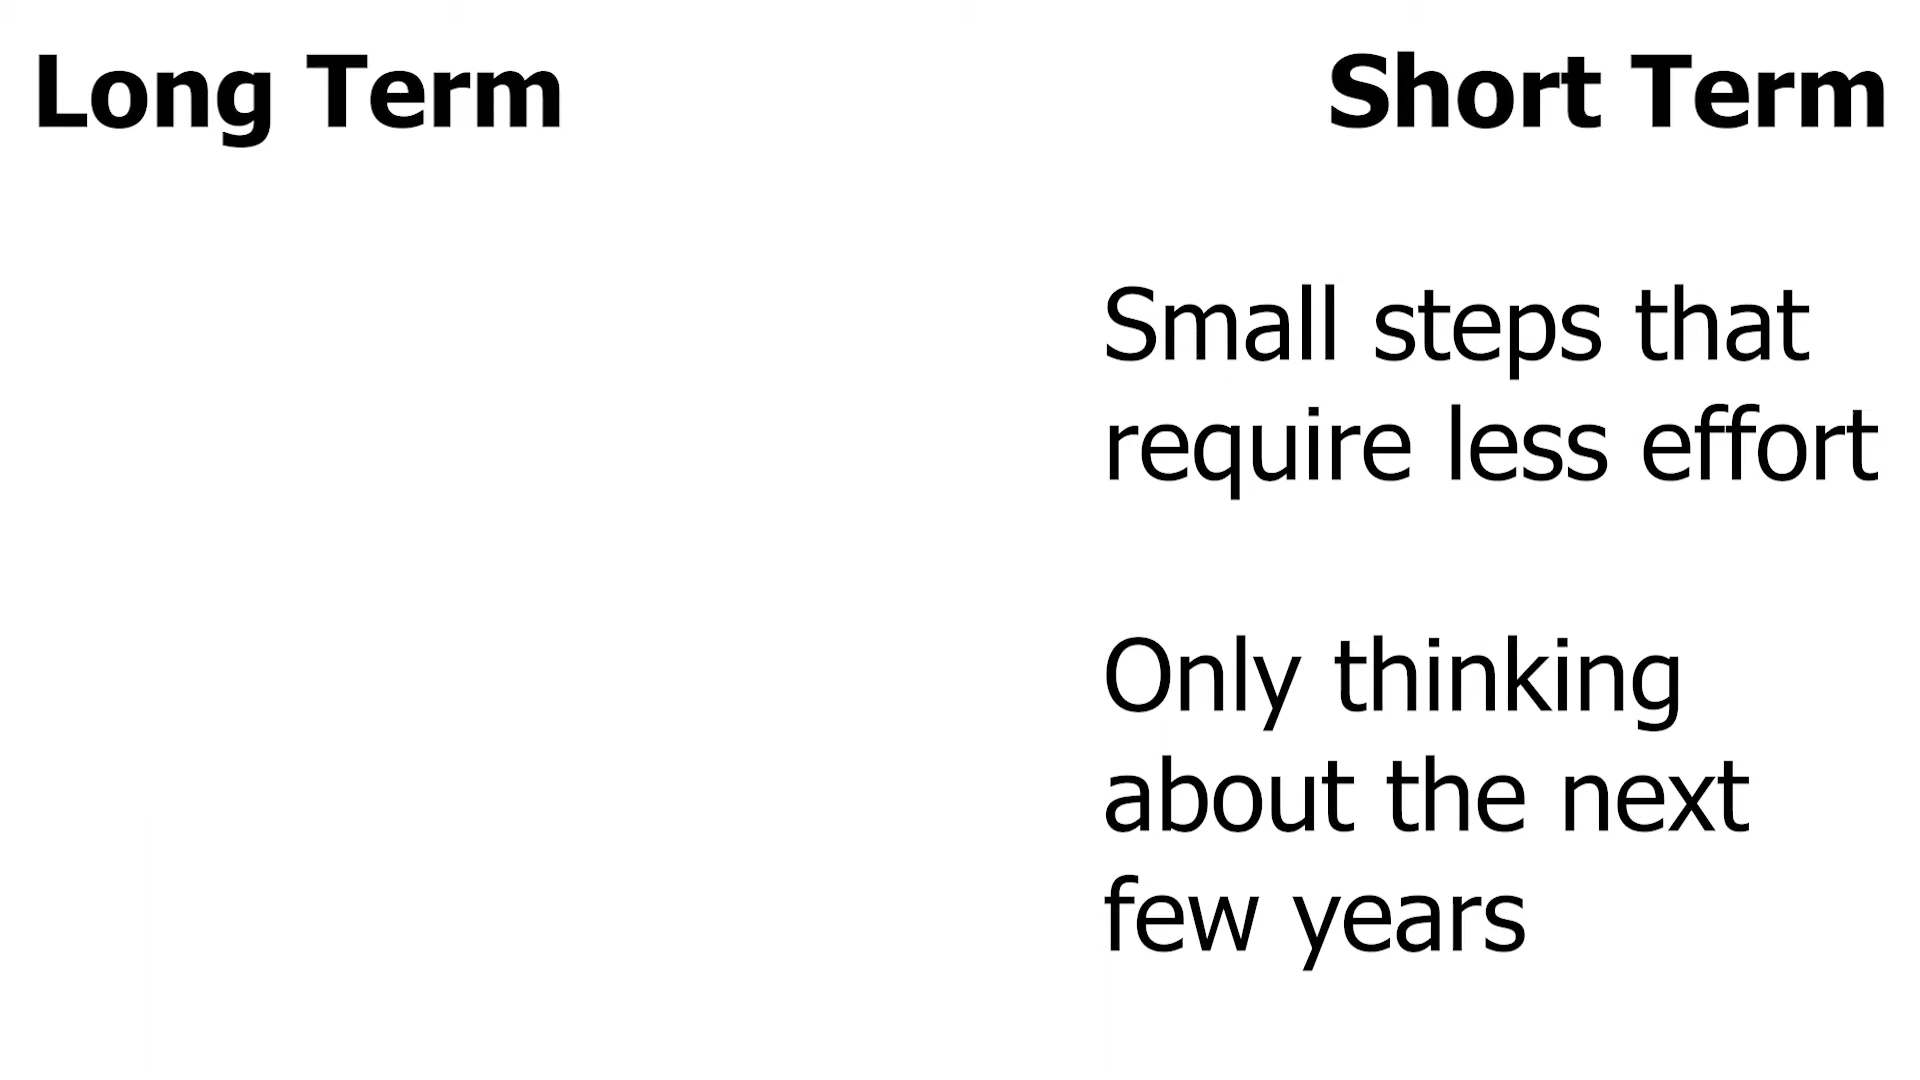 Long Term
Short Term
Small steps that
require less effort
Only thinking
about the next
few years